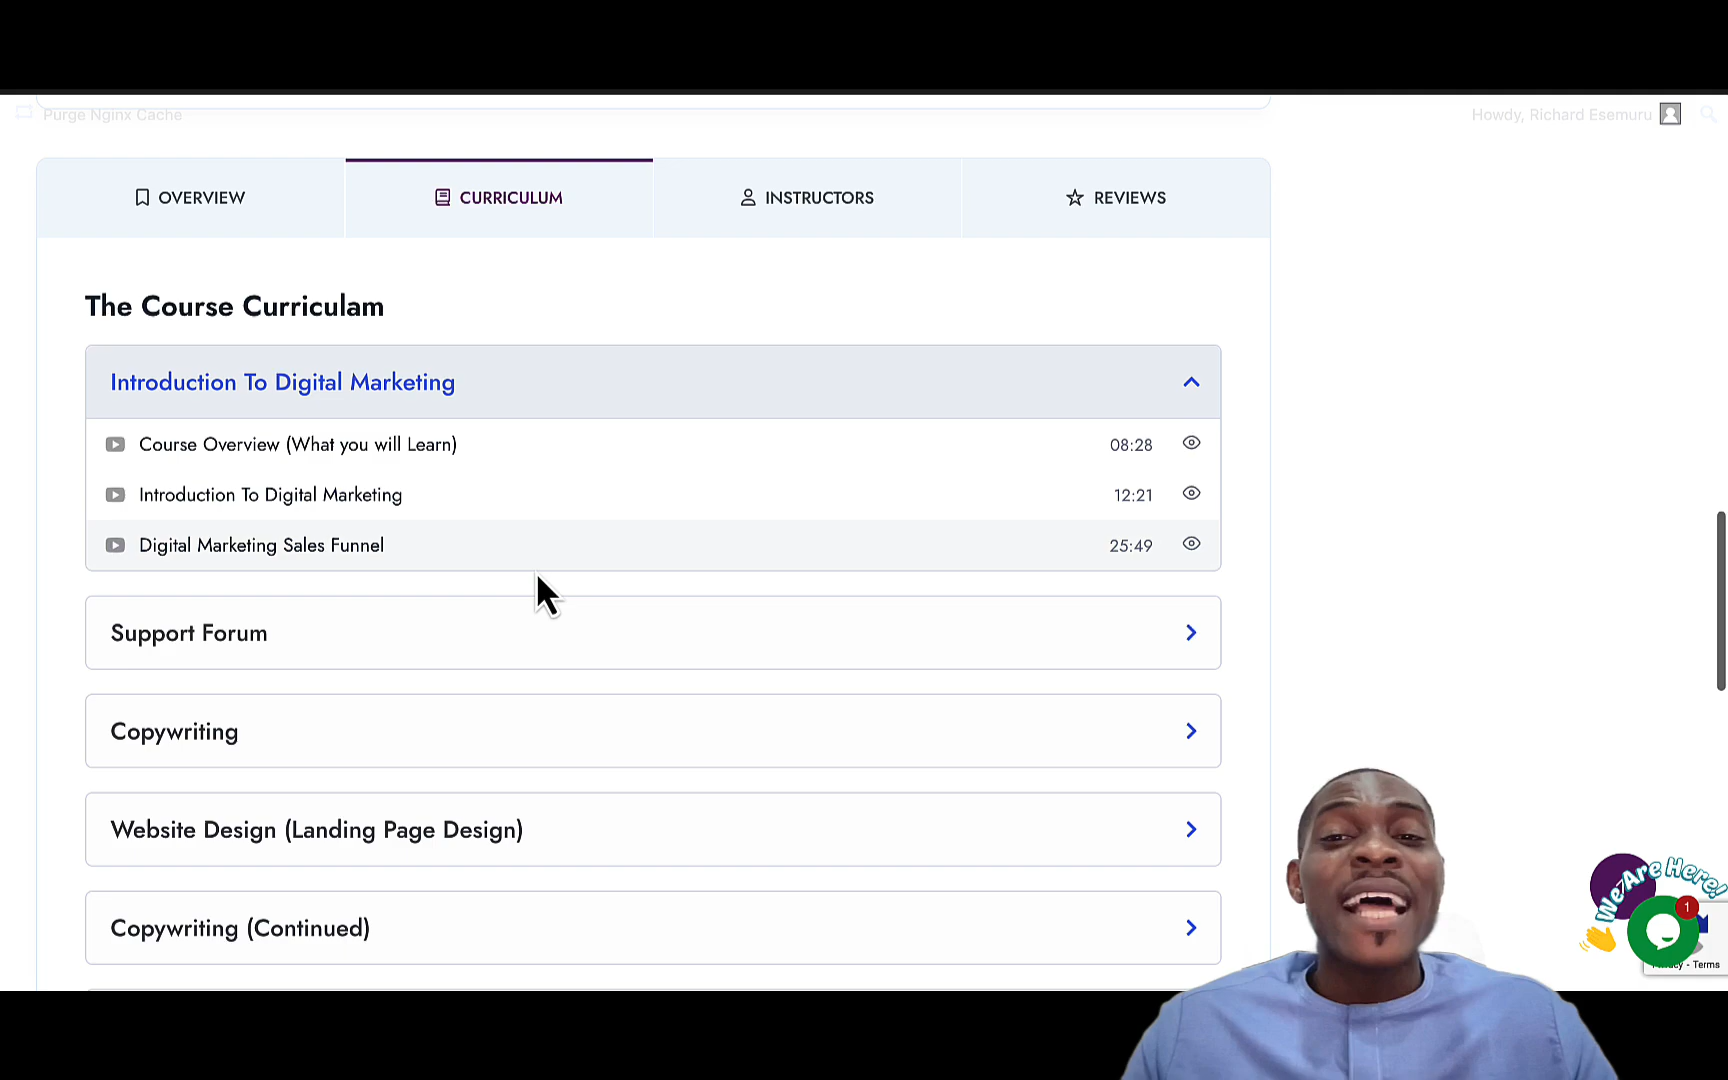 Purge Nginx Cache
Howdy, Richard Esemuru
OVERVIEW
CURRICULUM
INSTRUCTORS
REVIEWS
The Course Curriculam
Introduction To Digital Marketing
Course Overview (What you will Learn) 08:28
Introduction To Digital Marketing 12:21
Digital Marketing Sales Funnel 25:49
Support Forum
Copywriting
Website Design (Landing Page Design)
Copywriting (Continued)
We Are Here!
1
- Terms